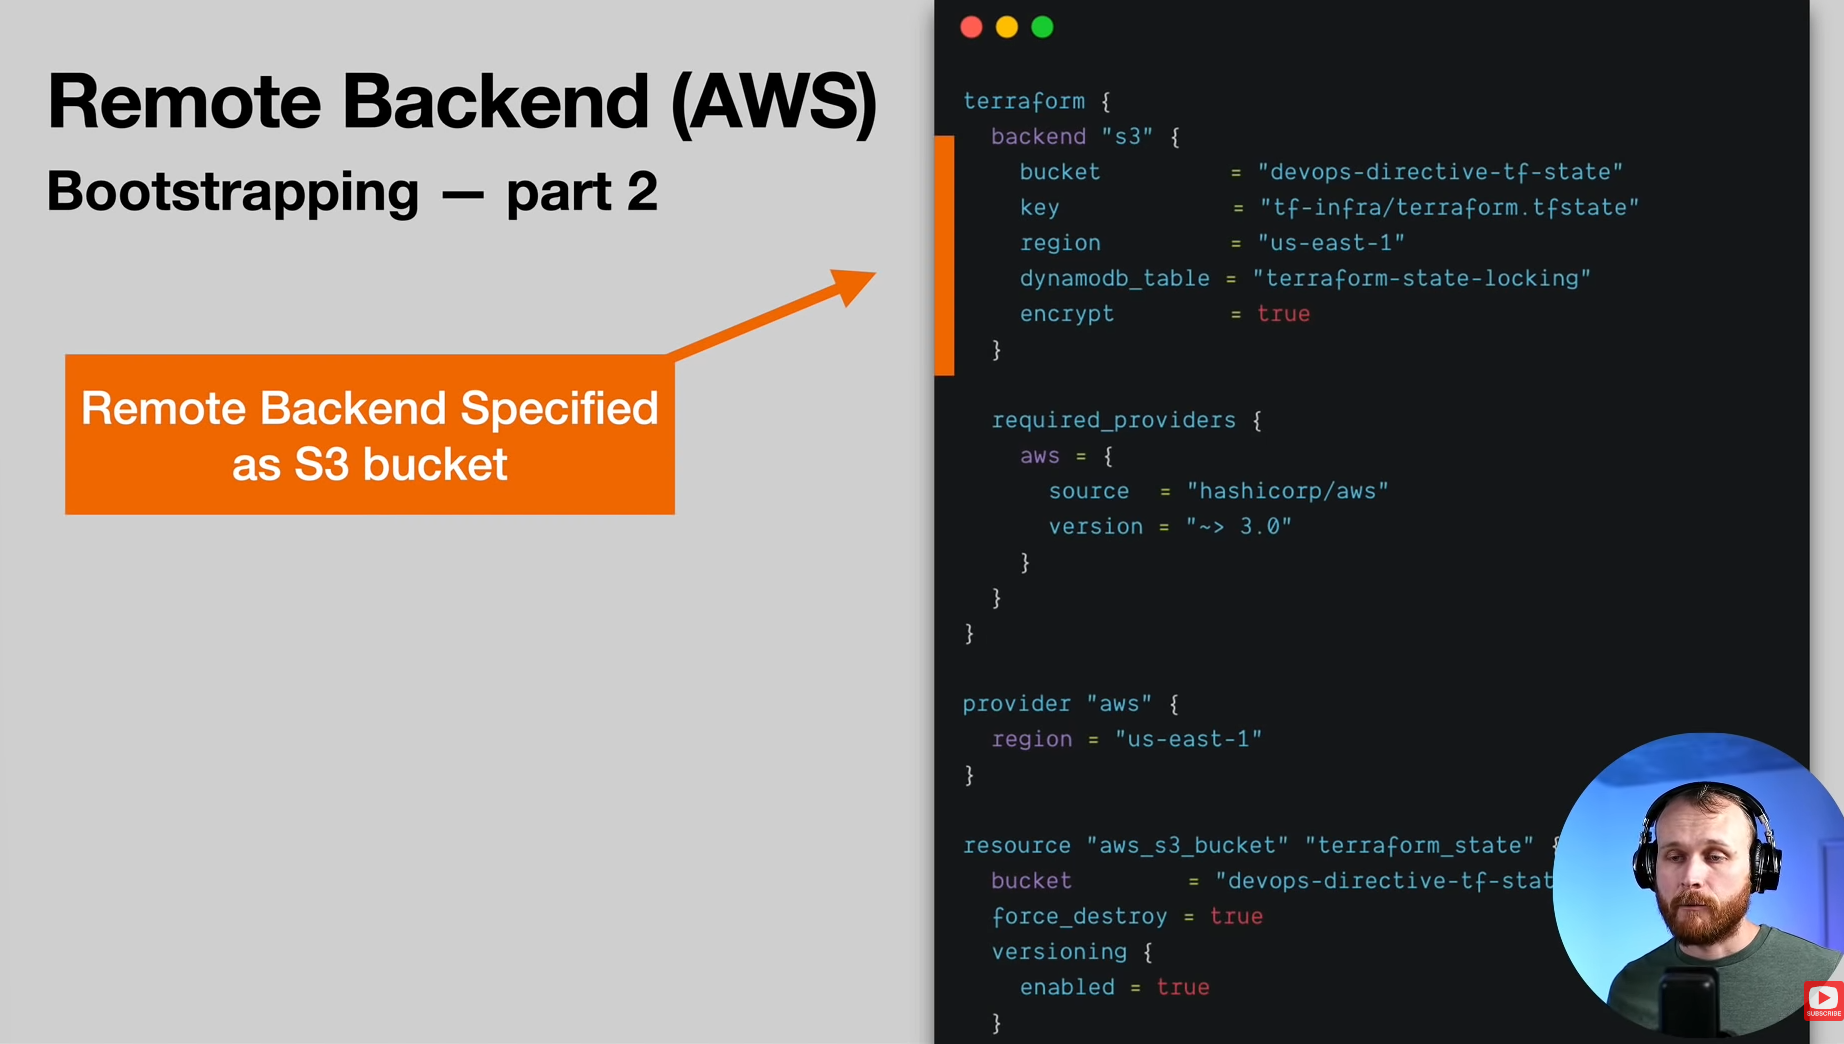 Remote Backend (AWS)
Bootstrapping — part 2
Remote Backend Specified
as S3 bucket
terraform {
  backend "s3" {
    bucket         = "devops-directive-tf-state"
    key            = "tf-infra/terraform.tfstate"
    region         = "us-east-1"
    dynamodb_table = "terraform-state-locking"
    encrypt        = true
  }
  required_providers {
    aws = {
      source  = "hashicorp/aws"
      version = "~> 3.0"
    }
  }
}
provider "aws" {
  region = "us-east-1"
}
resource "aws_s3_bucket" "terraform_state" {
  bucket        = "devops-directive-tf-stat
  force_destroy = true
  versioning {
    enabled = true
  }
SUBSCRIBE